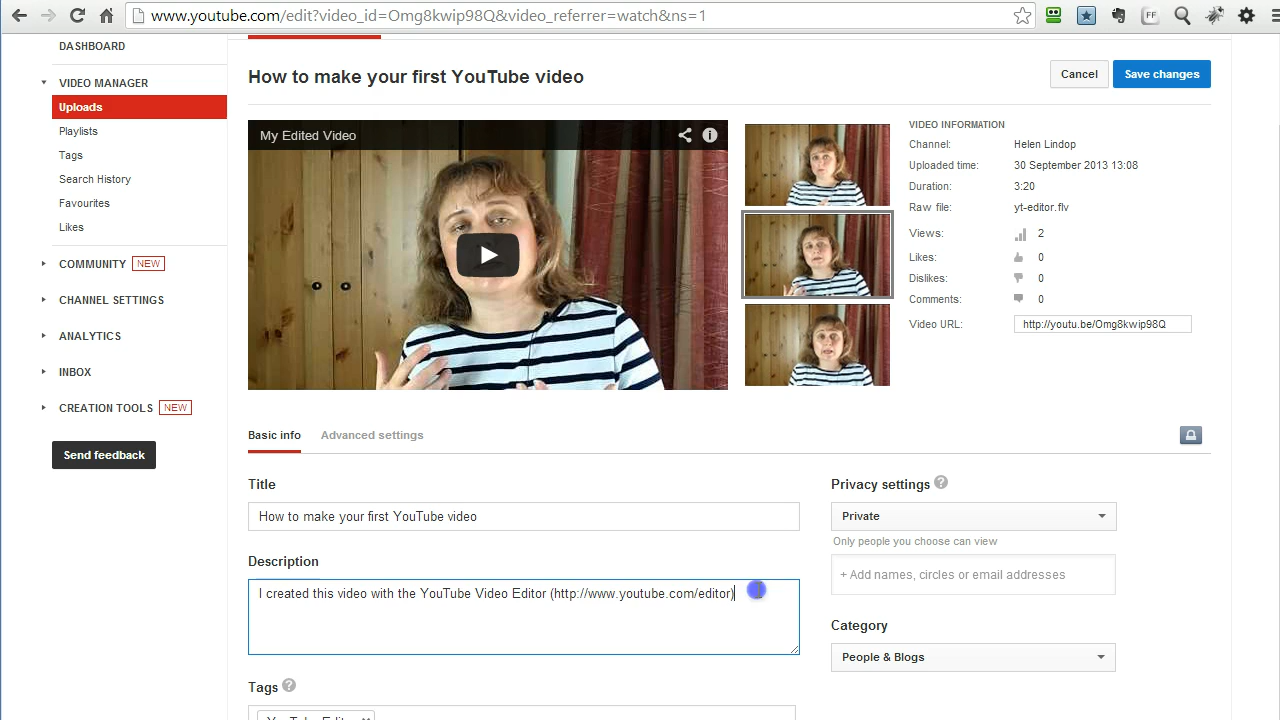 www.youtube.com/edit?video_id=Omg8kwip98Q&video_referrer=watch&ns=1
FF
DASHBOARD
VIDEO MANAGER
Uploads
Playlists
Tags
Search History
Favourites
Likes
COMMUNITY NEW
CHANNEL SETTINGS
ANALYTICS
INBOX
CREATION TOOLS NEW
Send feedback
How to make your first YouTube video
Cancel
Save changes
My Edited Video
VIDEO INFORMATION
Channel: Helen Lindop
Uploaded time: 30 September 2013 13:08
Duration: 3:20
Raw file: yt-editor.flv
Views: 2
Likes: 0
Dislikes: 0
Comments: 0
Video URL: http://youtu.be/Omg8kwip98Q
Basic info Advanced settings
Title
How to make your first YouTube video
Description
I created this video with the YouTube Video Editor (http://www.youtube.com/editor)
Tags ?
YouTube Editor
Privacy settings ?
Private
Only people you choose can view
+ Add names, circles or email addresses
Category
People & Blogs